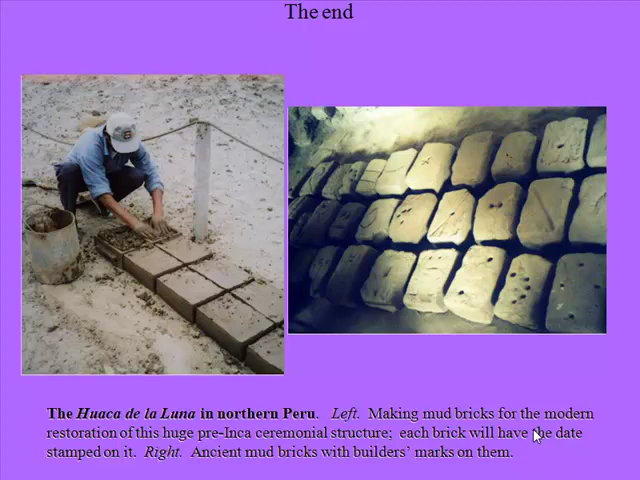 The end
The Huaca de la Luna in northern Peru. Left. Making mud bricks for the modern
restoration of this huge pre-Inca ceremonial structure; each brick will have the date
stamped on it. Right. Ancient mud bricks with builders’ marks on them.